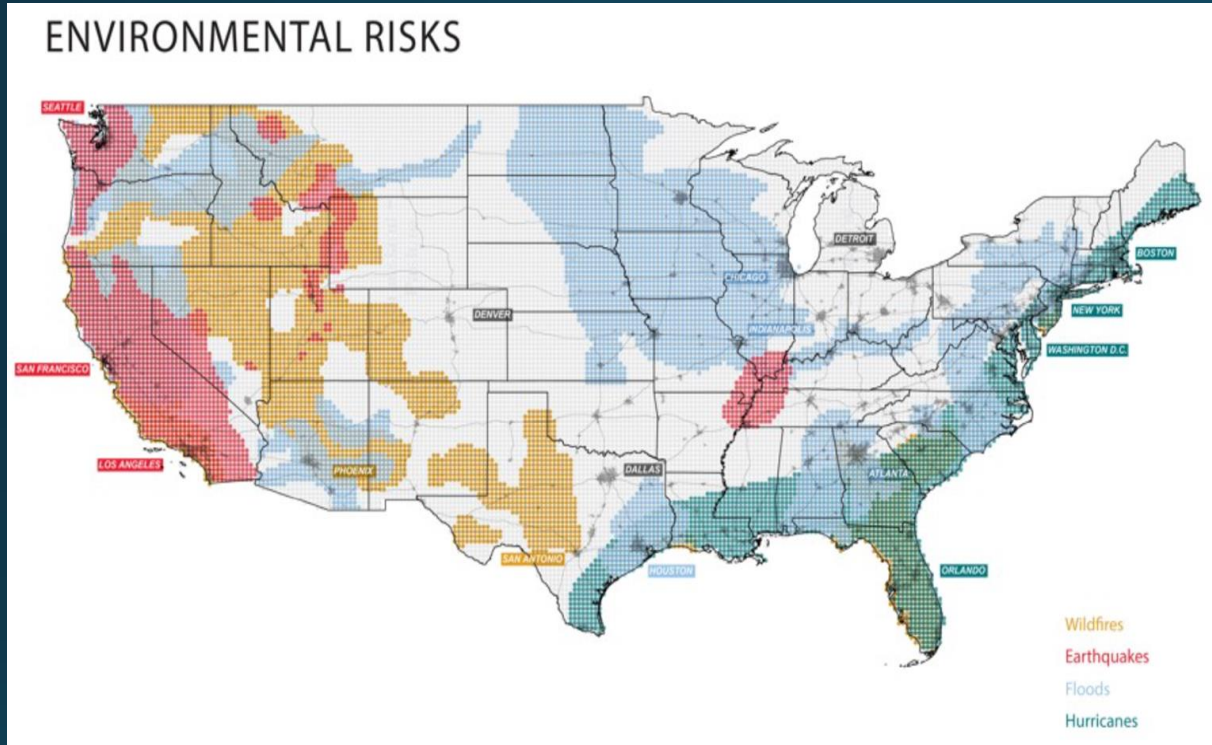 ENVIRONMENTAL RISKS
SEATTLE
BOSTON
DETROIT
CHICAGO
NEW YORK
DENVER
INDIANAPOLIS
WASHINGTON D.C.
SAN FRANCISCO
LOS ANGELES
PHOENIX
DALLAS
ATLANTA
SAN ANTONIO
HOUSTON
ORLANDO
Wildfires
Earthquakes
Floods
Hurricanes